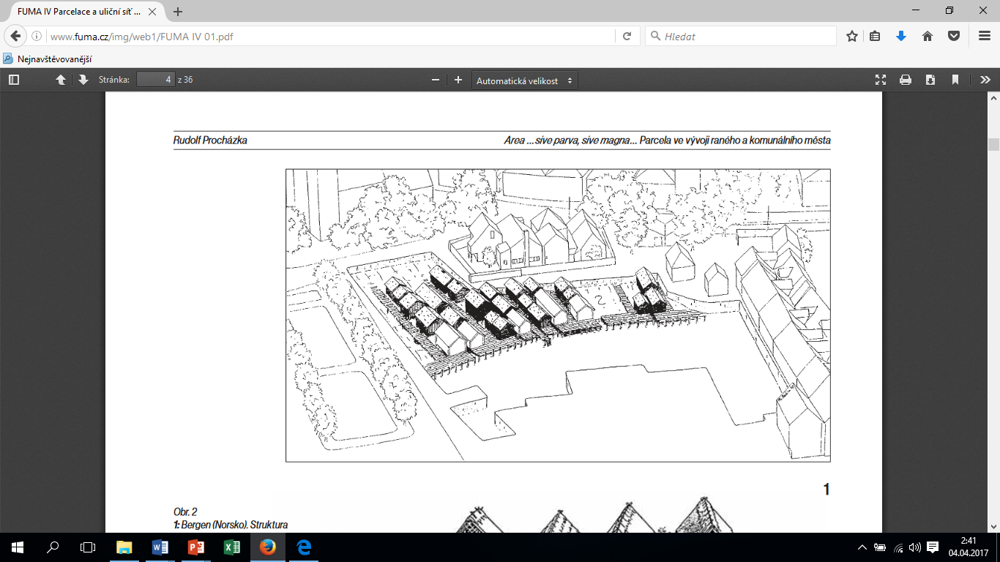 FUMA IV Parcelace a uliční síť ...
www.fuma.cz/img/web1/FUMA IV 01.pdf
Hledat
Nejnavštěvovanější
Stránka: 4 z 36
Automatická velikost
Rudolf Procházka
Area ... sive parva, sive magna... Parcela ve vývoji raného a komunálního města
1
Obr. 2
1: Bergen (Norsko). Struktura
2:41
04.04.2017